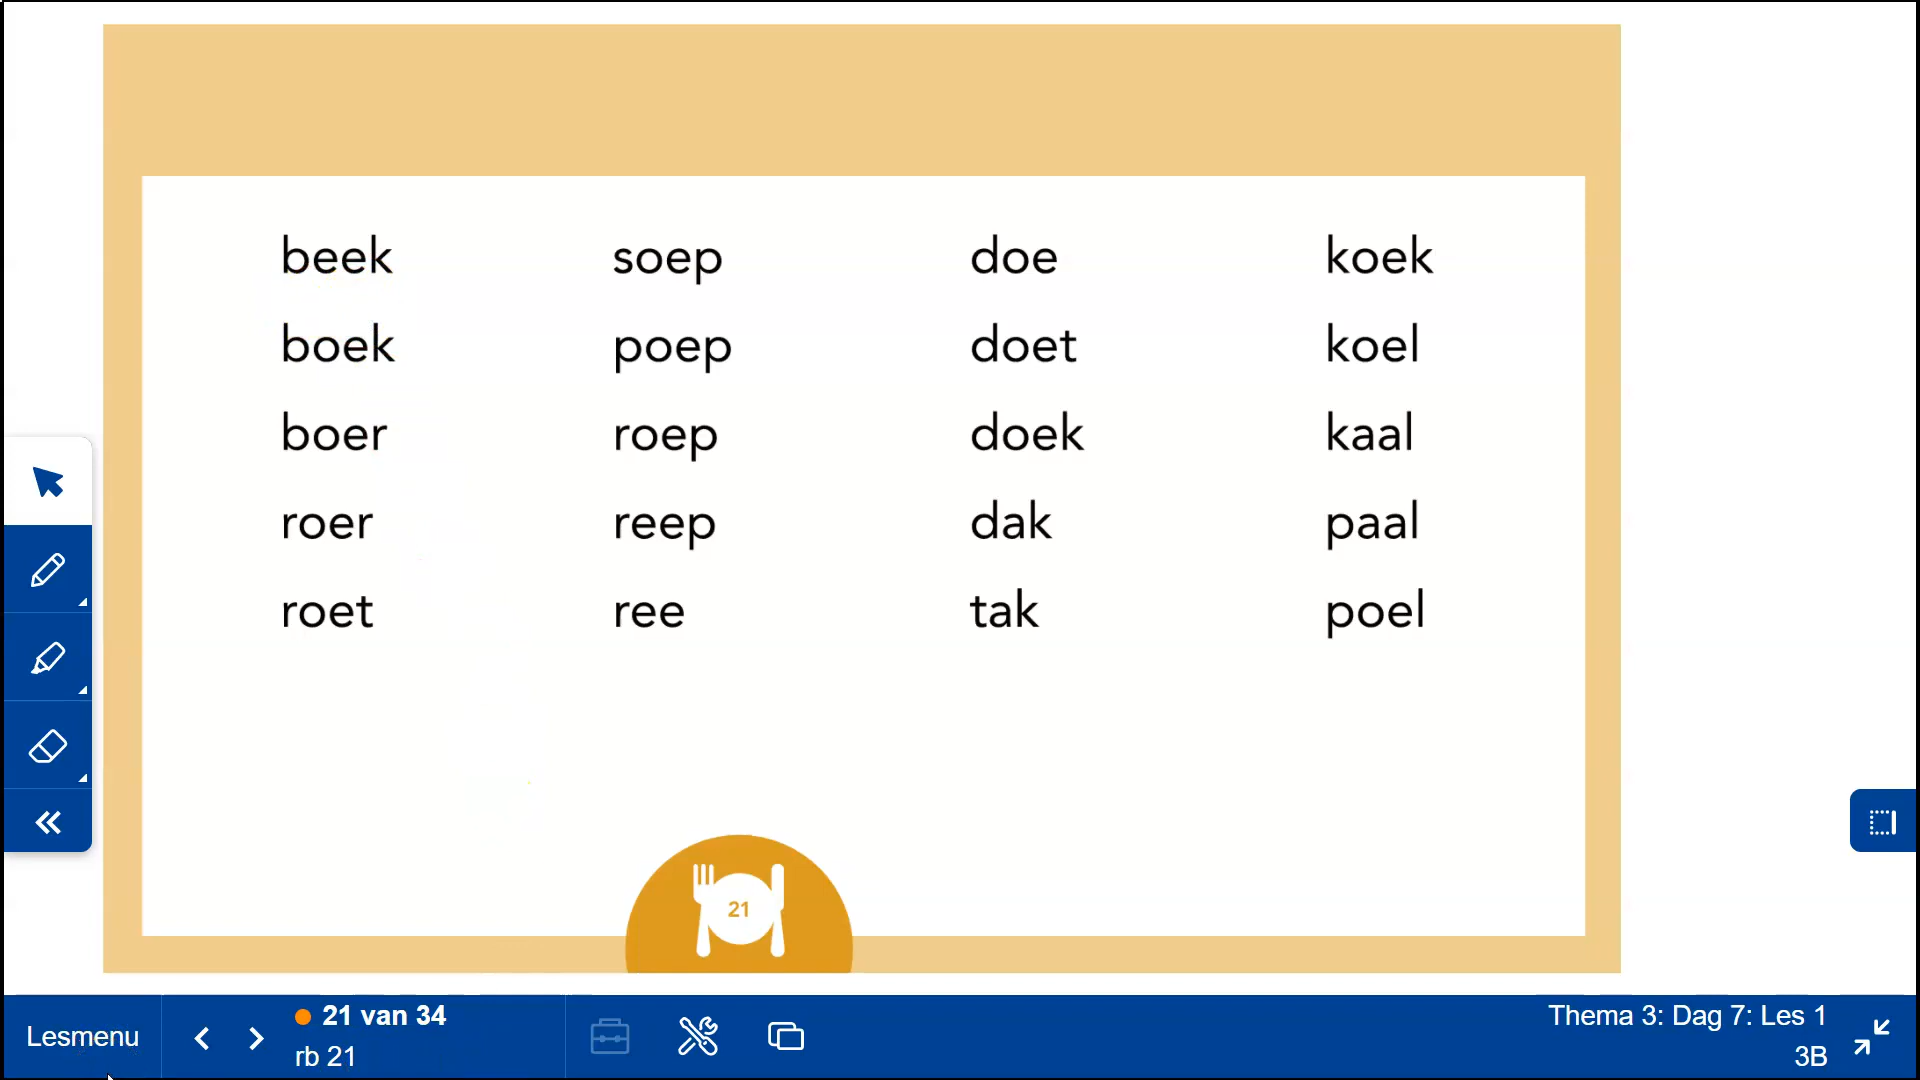 beek soep doe koek
boek poep doet koel
boer roep doek kaal
roer reep dak paal
roet ree tak poel
21
Lesmenu
21 van 34
rb 21
Thema 3: Dag 7: Les 1
3B